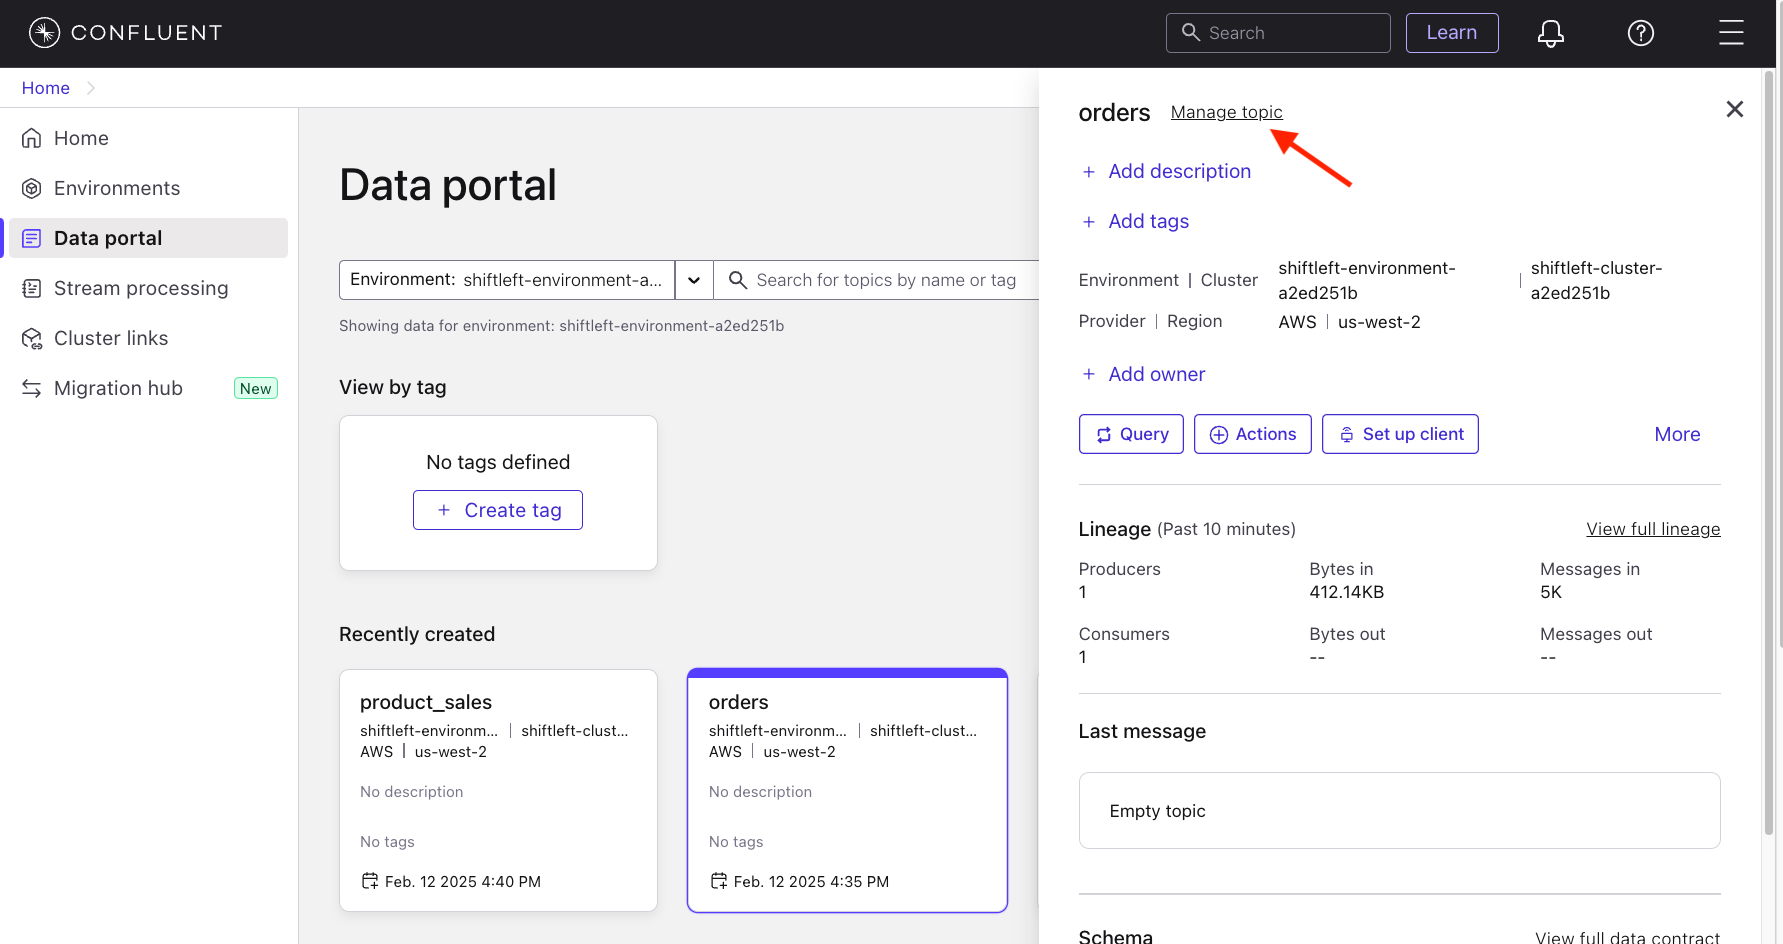 CONFLUENT
Search
Learn
Home
Home
Environments
Data portal
Stream processing
Cluster links
Migration hub New
Data portal
Environment: shiftleft-environment-a...
Search for topics by name or tag
Showing data for environment: shiftleft-environment-a2ed251b
View by tag
No tags defined
+ Create tag
Recently created
product_sales
shiftleft-environm... | shiftleft-clust...
AWS | us-west-2
No description
No tags
Feb. 12 2025 4:40 PM
orders
shiftleft-environm... | shiftleft-clust...
AWS | us-west-2
No description
No tags
Feb. 12 2025 4:35 PM
orders Manage topic
+ Add description
+ Add tags
Environment | Cluster
shiftleft-environment-
a2ed251b
| shiftleft-cluster-
a2ed251b
Provider | Region AWS | us-west-2
+ Add owner
Query
Actions
Set up client
More
Lineage (Past 10 minutes) View full lineage
Producers
1
Bytes in
412.14KB
Messages in
5K
Consumers
1
Bytes out
--
Messages out
--
Last message
Empty topic
Schema View full data contract